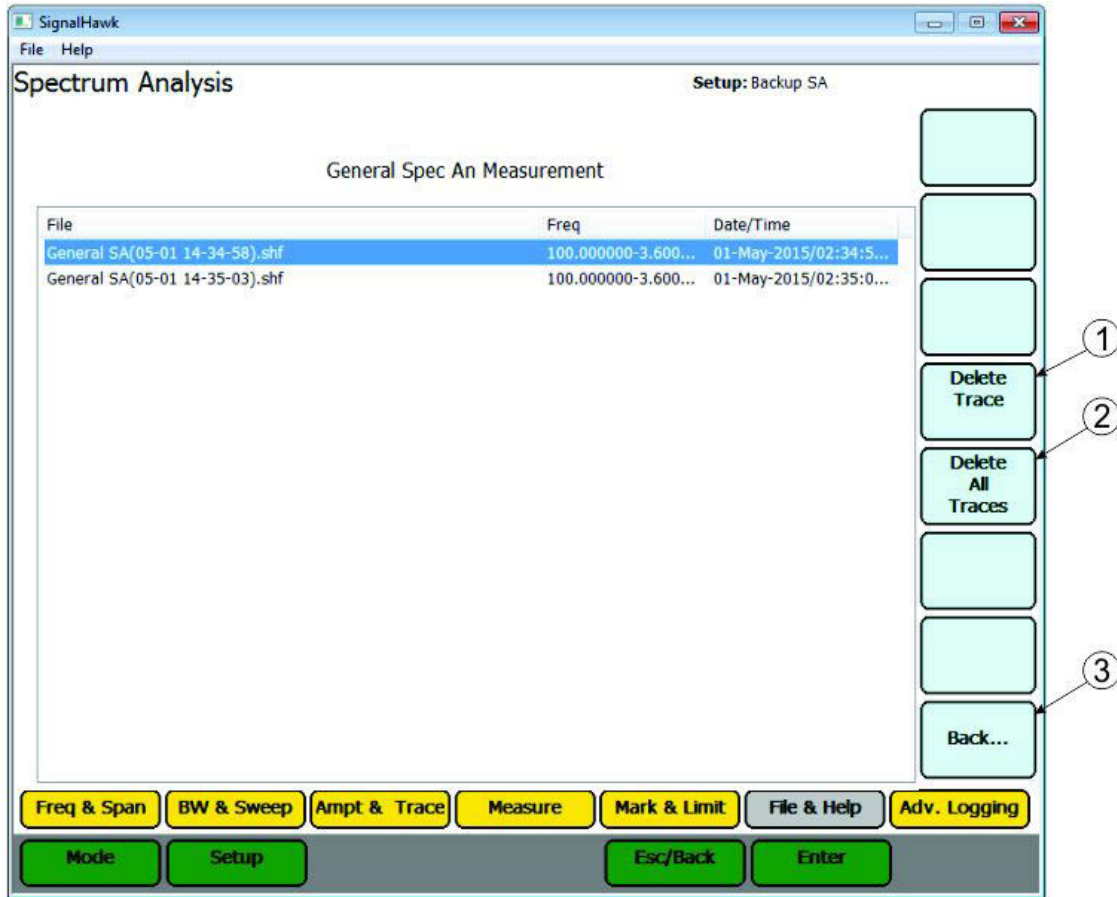 SignalHawk
File Help
Spectrum Analysis
Setup: Backup SA
General Spec An Measurement
File Freq Date/Time
General SA(05-01 14-34-58).shf 100.000000-3.600... 01-May-2015/02:34:5...
General SA(05-01 14-35-03).shf 100.000000-3.600... 01-May-2015/02:35:0...
1
Delete
Trace
2
Delete
All
Traces
3
Back...
Freq & Span BW & Sweep Ampt & Trace Measure Mark & Limit File & Help Adv. Logging
Mode Setup Esc/Back Enter